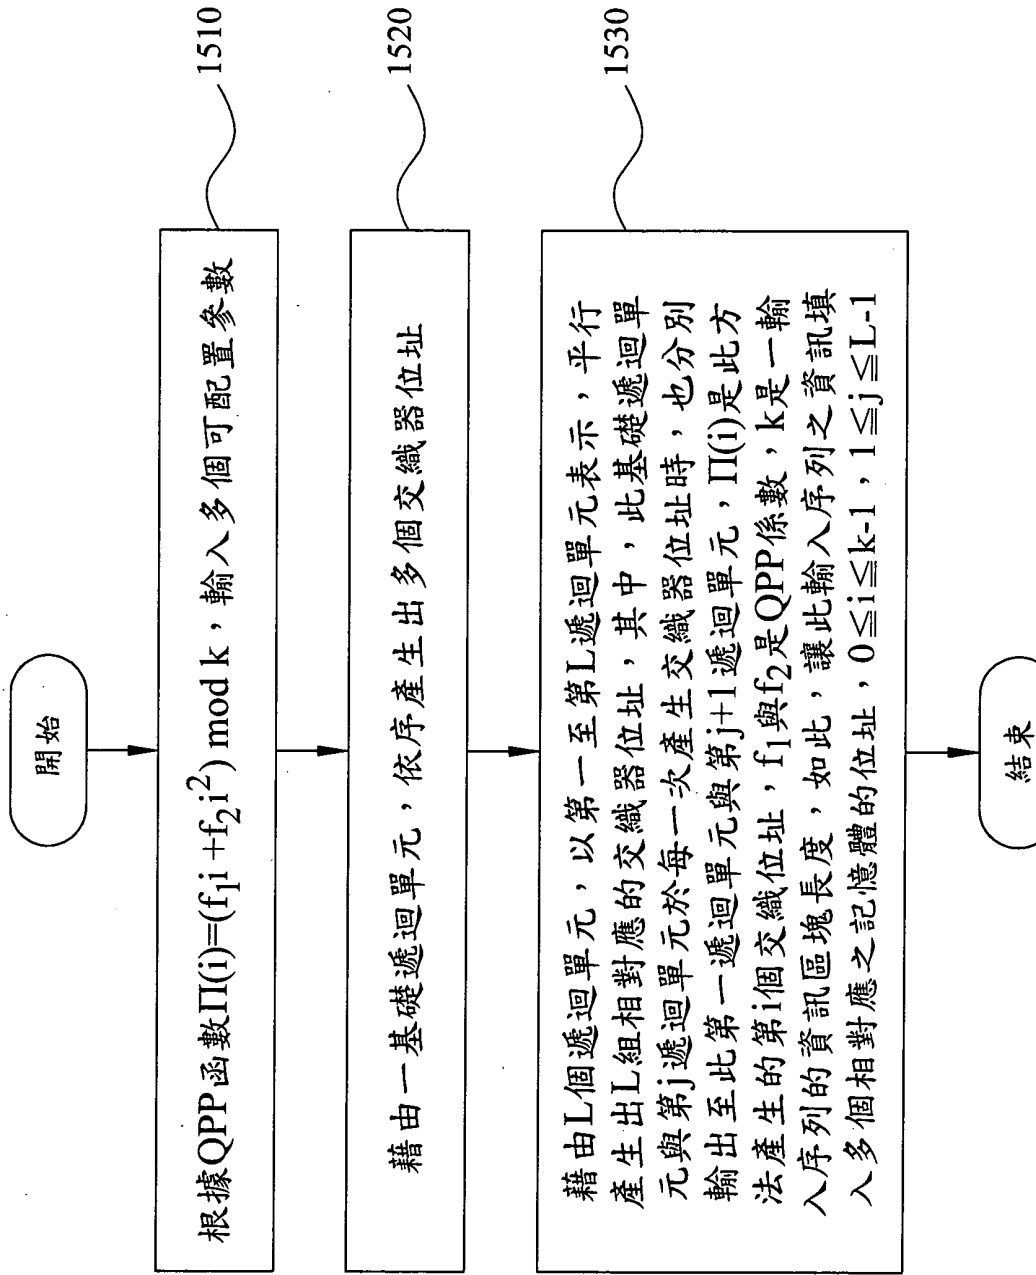 開始
根據QPP函數Π(i)=(f₁i +f₂i²) mod k，輸入多個可配置參數
1510
藉由一基礎遞迴單元，依序產生出多個交織器位址
1520
藉由L個遞迴單元，以第一至第L遞迴單元表示，平行
產生出L組相對應的交織器位址，其中，此基礎遞迴單
元與第j遞迴單元於每一次產生交織器位址時，也分別
輸出至此第一遞迴單元與第j+1遞迴單元，Π(i)是此方
法產生的第i個交織位址，f₁與f₂是QPP係數，k是一輸
入序列的資訊區塊長度，如此，讓此輸入序列之資訊填
入多個相對應之記憶體的位址，0≦i≦k-1，1≦j≦L-1
1530
結束